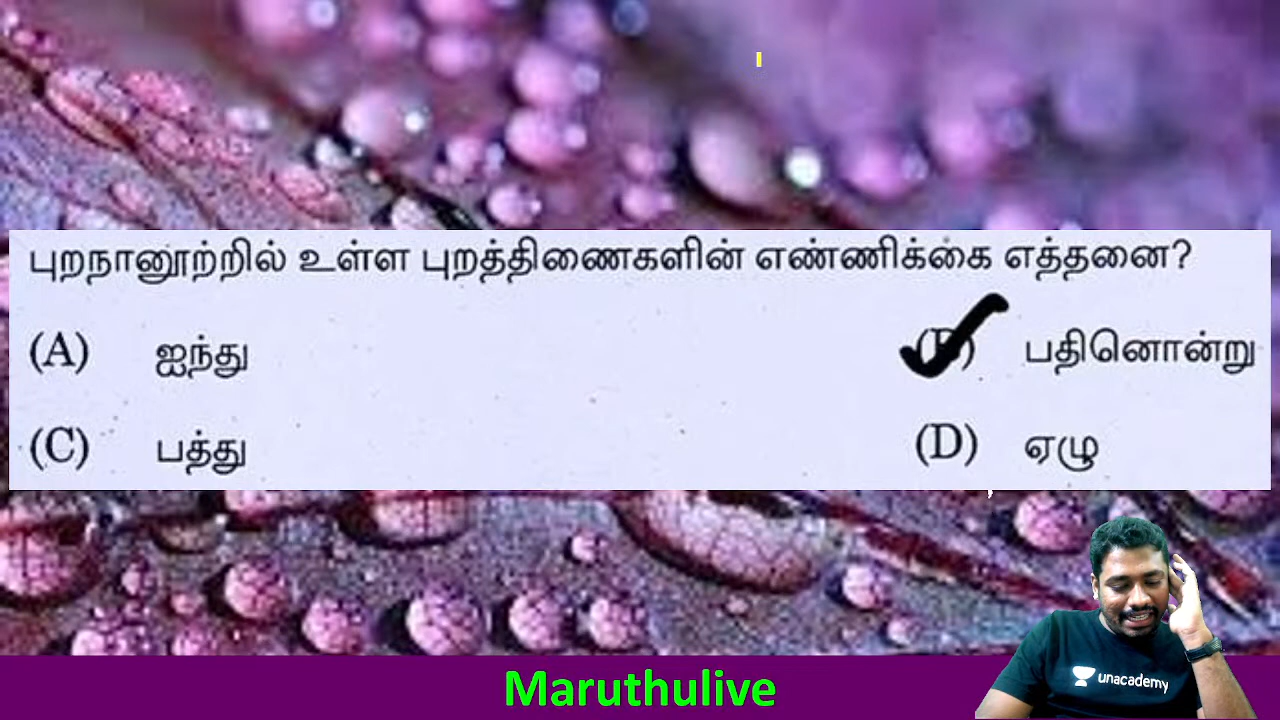 புறநானூற்றில் உள்ள புறத்திணைகளின் எண்ணிக்கை எத்தனை?
(A) ஐந்து
பதினொன்று
(C) பத்து
(D) ஏழு
unacademy
Maruthulive